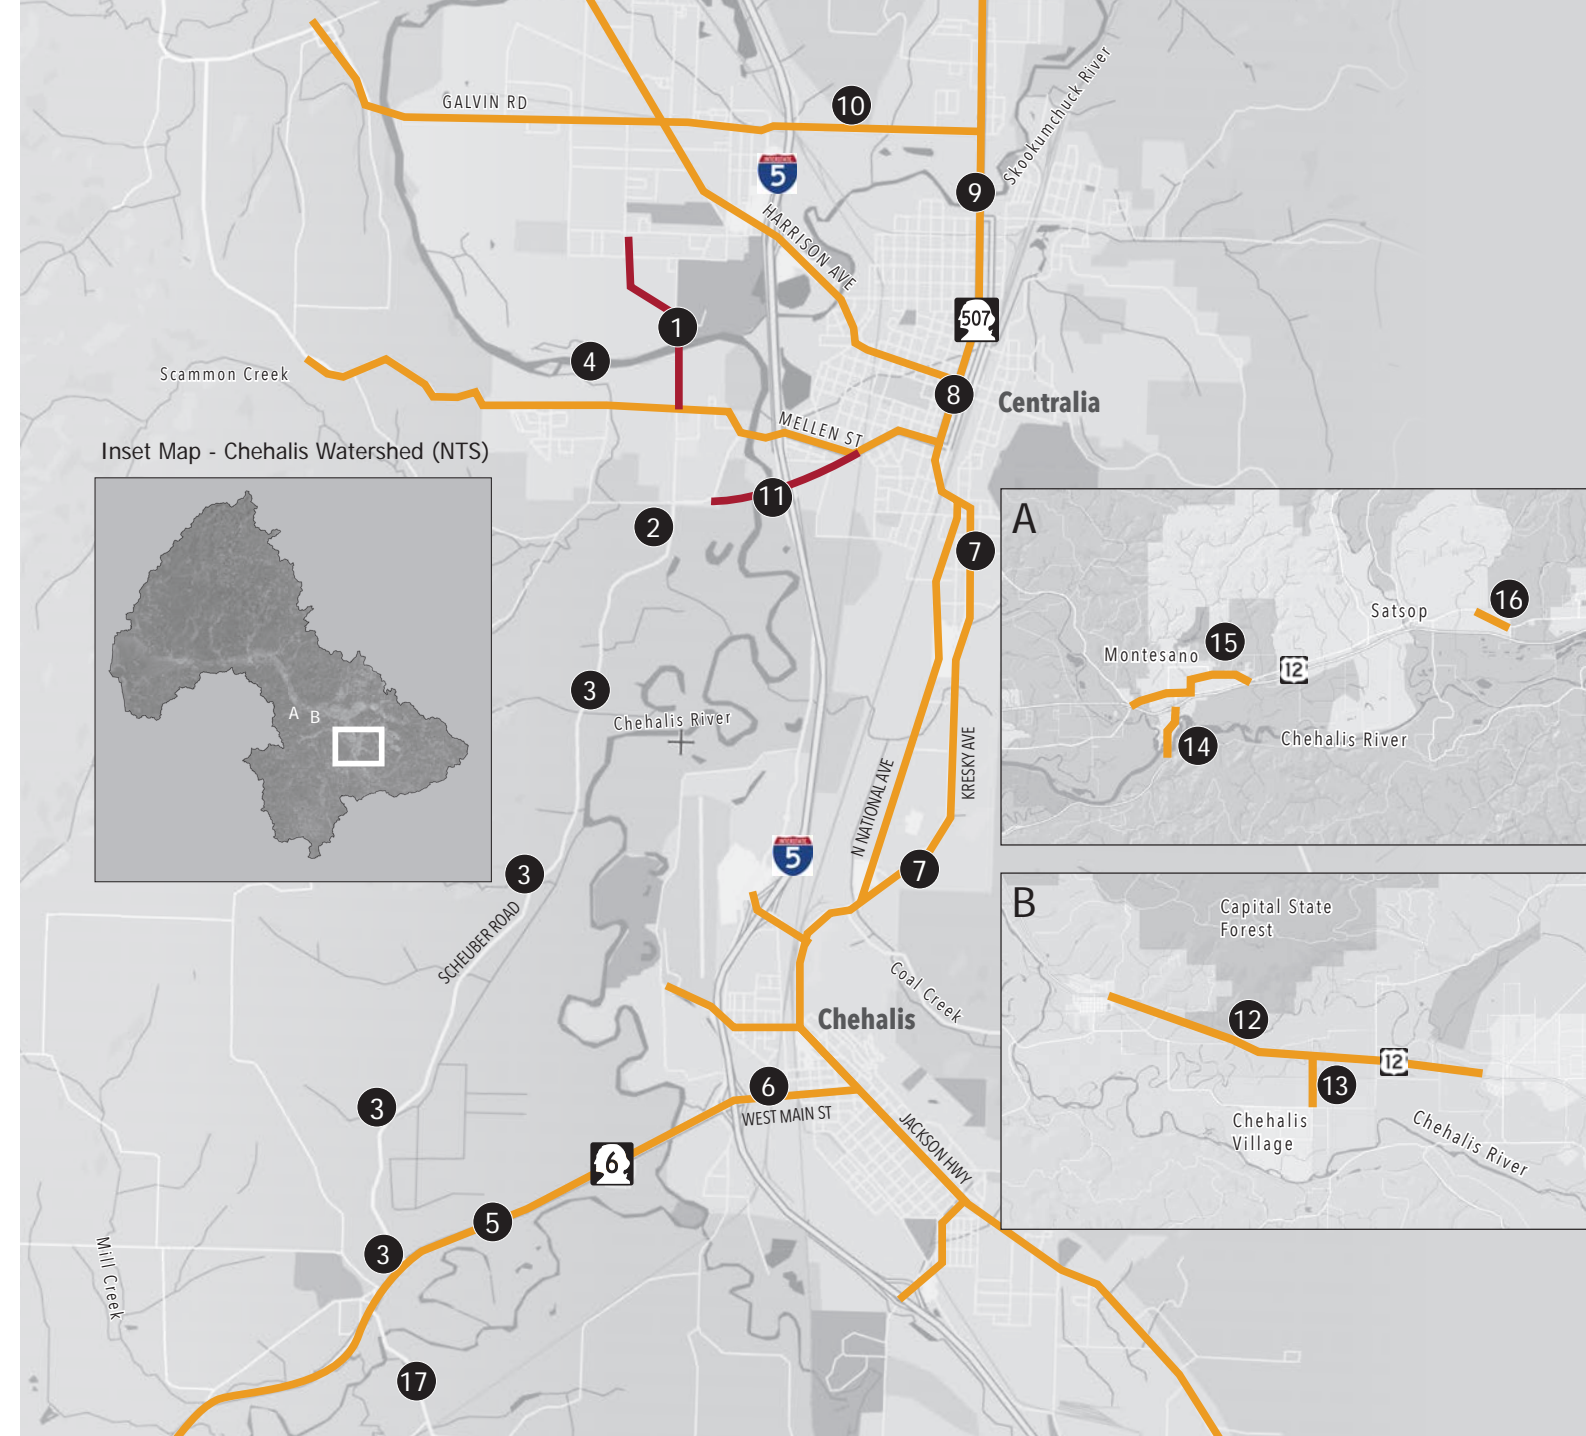 GALVIN RD
10
Skookumchuck River
INTERSTATE
5
9
HARRISON AVE
507
1
4
Scammon Creek
8
Centralia
MELLEN ST
Inset Map - Chehalis Watershed (NTS)
11
2
7
A
B
3
Chehalis River
N NATIONAL AVE
KRESKY AVE
INTERSTATE
5
7
3
SCHEUBER ROAD
Coal Creek
Chehalis
6
WEST MAIN ST
3
JACKSON HWY
6
5
3
Mill Creek
17
A
16
Satsop
15
Montesano
12
14
Chehalis River
B
Capital State
Forest
12
12
13
Chehalis
Village
Chehalis River